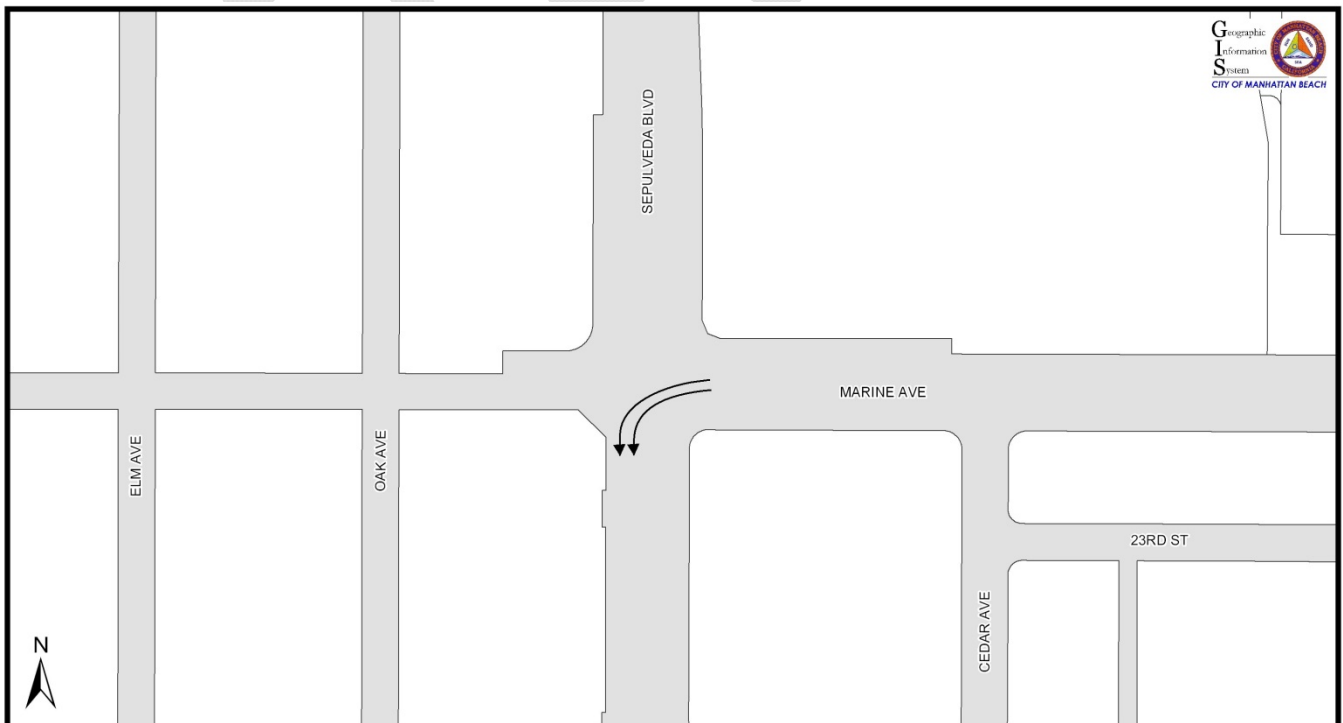 Geographic
Information
System
CITY OF MANHATTAN BEACH
SEPULVEDA BLVD
MARINE AVE
ELM AVE
OAK AVE
23RD ST
CEDAR AVE
N